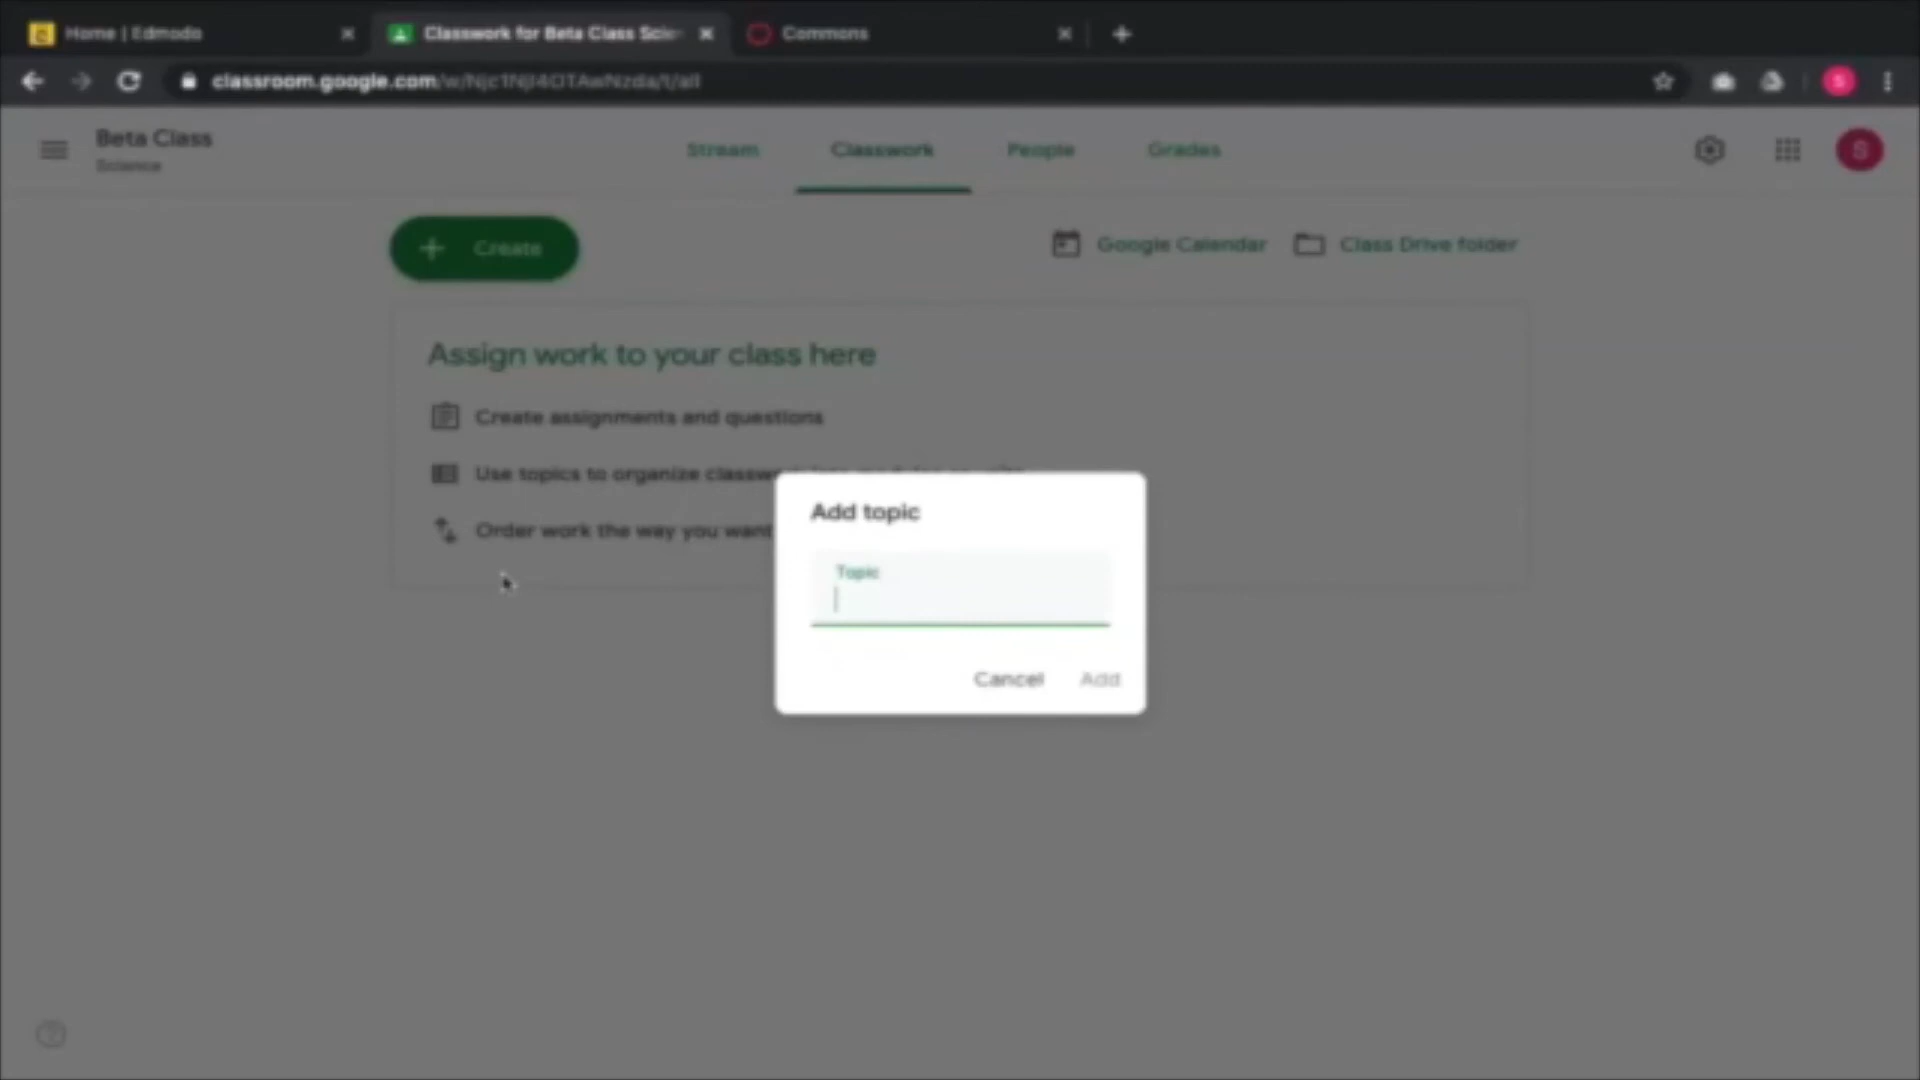 Home | Edmodo
Classwork for Beta Class Scie
Commons
classroom.google.com
Beta Class
Science
Stream
Classwork
People
Grades
S
S
Create
Google Calendar
Class Drive folder
Assign work to your class here
Create assignments and questions
Use topics to organize classw
Order work the way you want
Add topic
Topic
Cancel
Add